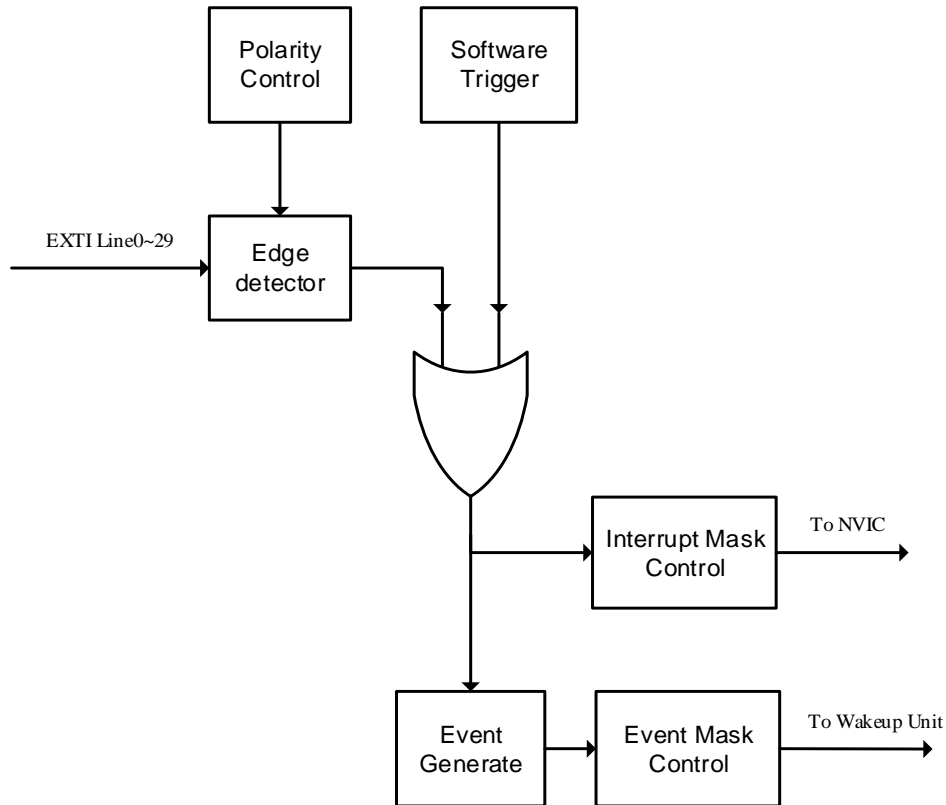 Polarity
Control
Software
Trigger
EXTI Line0~29
Edge
detector
Interrupt Mask
Control
To NVIC
Event
Generate
Event Mask
Control
To Wakeup Unit